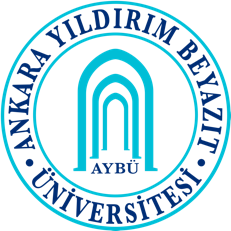 ANKARA YILDIRIM BEYAZIT
AYBÜ
ÜNİVERSİTESİ